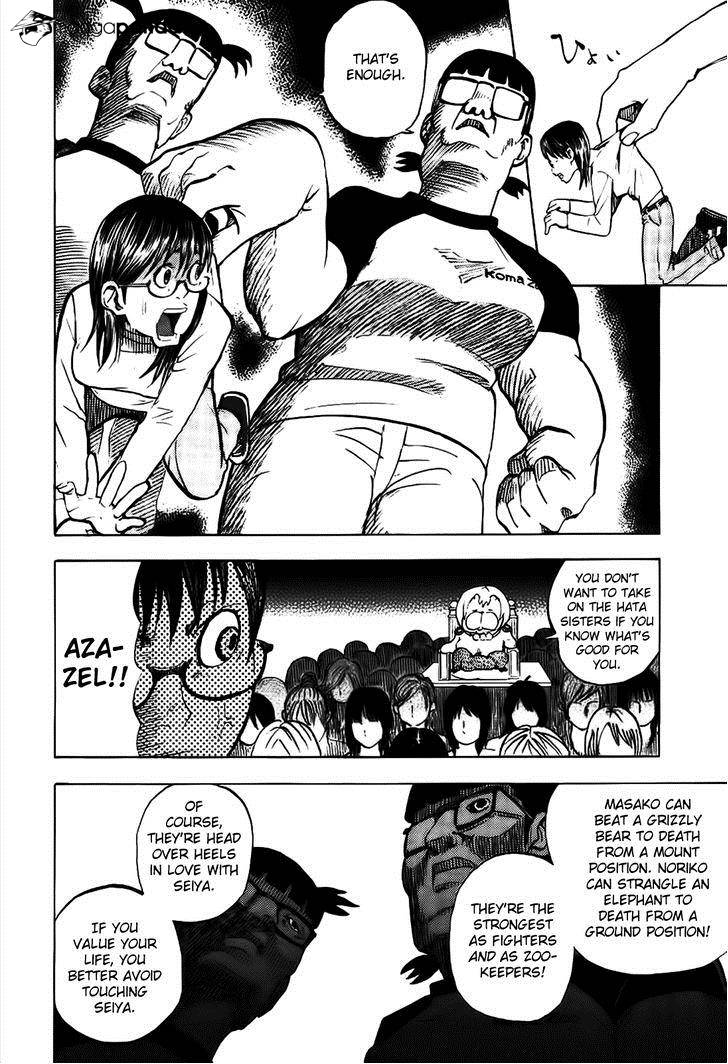 ひょい
THAT'S
ENOUGH.
Koma
YOU DON'T
WANT TO TAKE
ON THE HATA
SISTERS IF YOU
KNOW WHAT'S
GOOD FOR
YOU.
AZA-
ZEL!!
MASAKO CAN
BEAT A GRIZZLY
BEAR TO DEATH
FROM A MOUNT
POSITION. NORIKO
CAN STRANGLE AN
ELEPHANT TO
DEATH FROM A
GROUND POSITION!
THEY'RE THE
STRONGEST
AS FIGHTERS
AND AS ZOO-
KEEPERS!
OF
COURSE,
THEY'RE HEAD
OVER HEELS
IN LOVE WITH
SEIYA.
IF YOU
VALUE YOUR
LIFE, YOU
BETTER AVOID
TOUCHING
SEIYA.